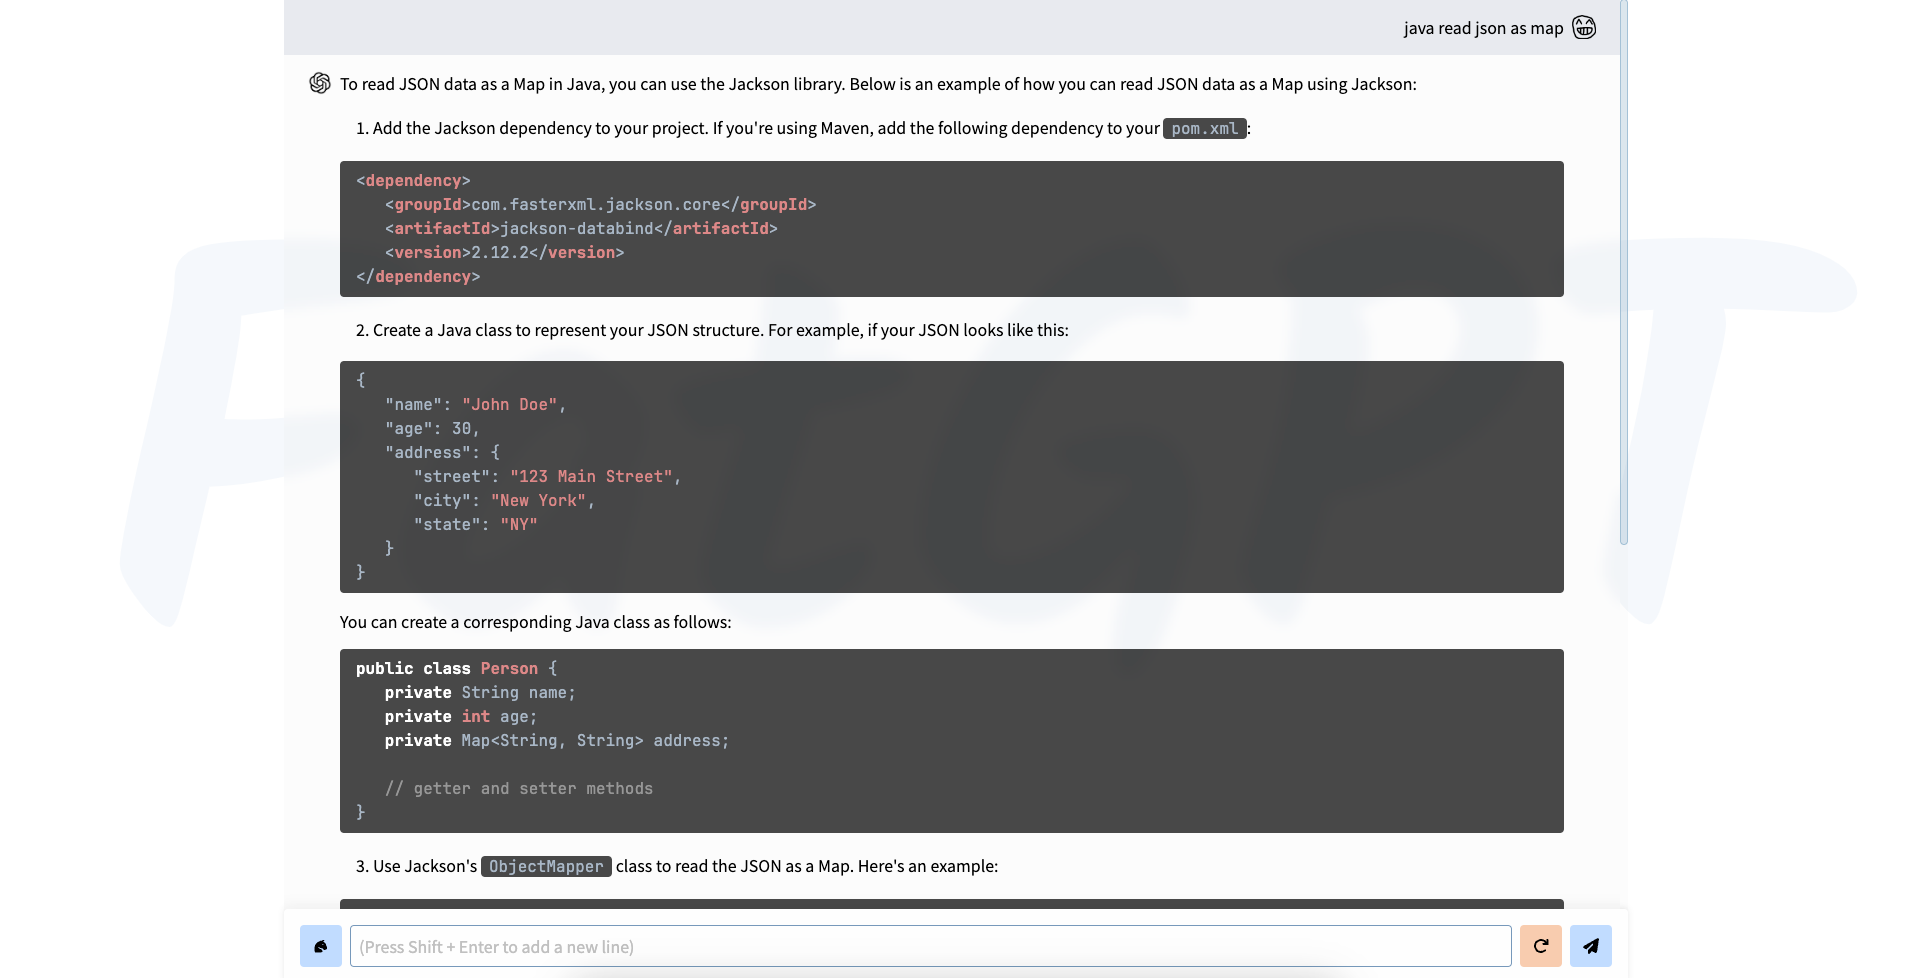 java read json as map
To read JSON data as a Map in Java, you can use the Jackson library. Below is an example of how you can read JSON data as a Map using Jackson:
1. Add the Jackson dependency to your project. If you're using Maven, add the following dependency to your pom.xml:
<dependency>
   <groupId>com.fasterxml.jackson.core</groupId>
   <artifactId>jackson-databind</artifactId>
   <version>2.12.2</version>
</dependency>
2. Create a Java class to represent your JSON structure. For example, if your JSON looks like this:
{
   "name": "John Doe",
   "age": 30,
   "address": {
      "street": "123 Main Street",
      "city": "New York",
      "state": "NY"
   }
}
You can create a corresponding Java class as follows:
public class Person {
   private String name;
   private int age;
   private Map<String, String> address;

   // getter and setter methods
}
3. Use Jackson's ObjectMapper class to read the JSON as a Map. Here's an example:
(Press Shift + Enter to add a new line)